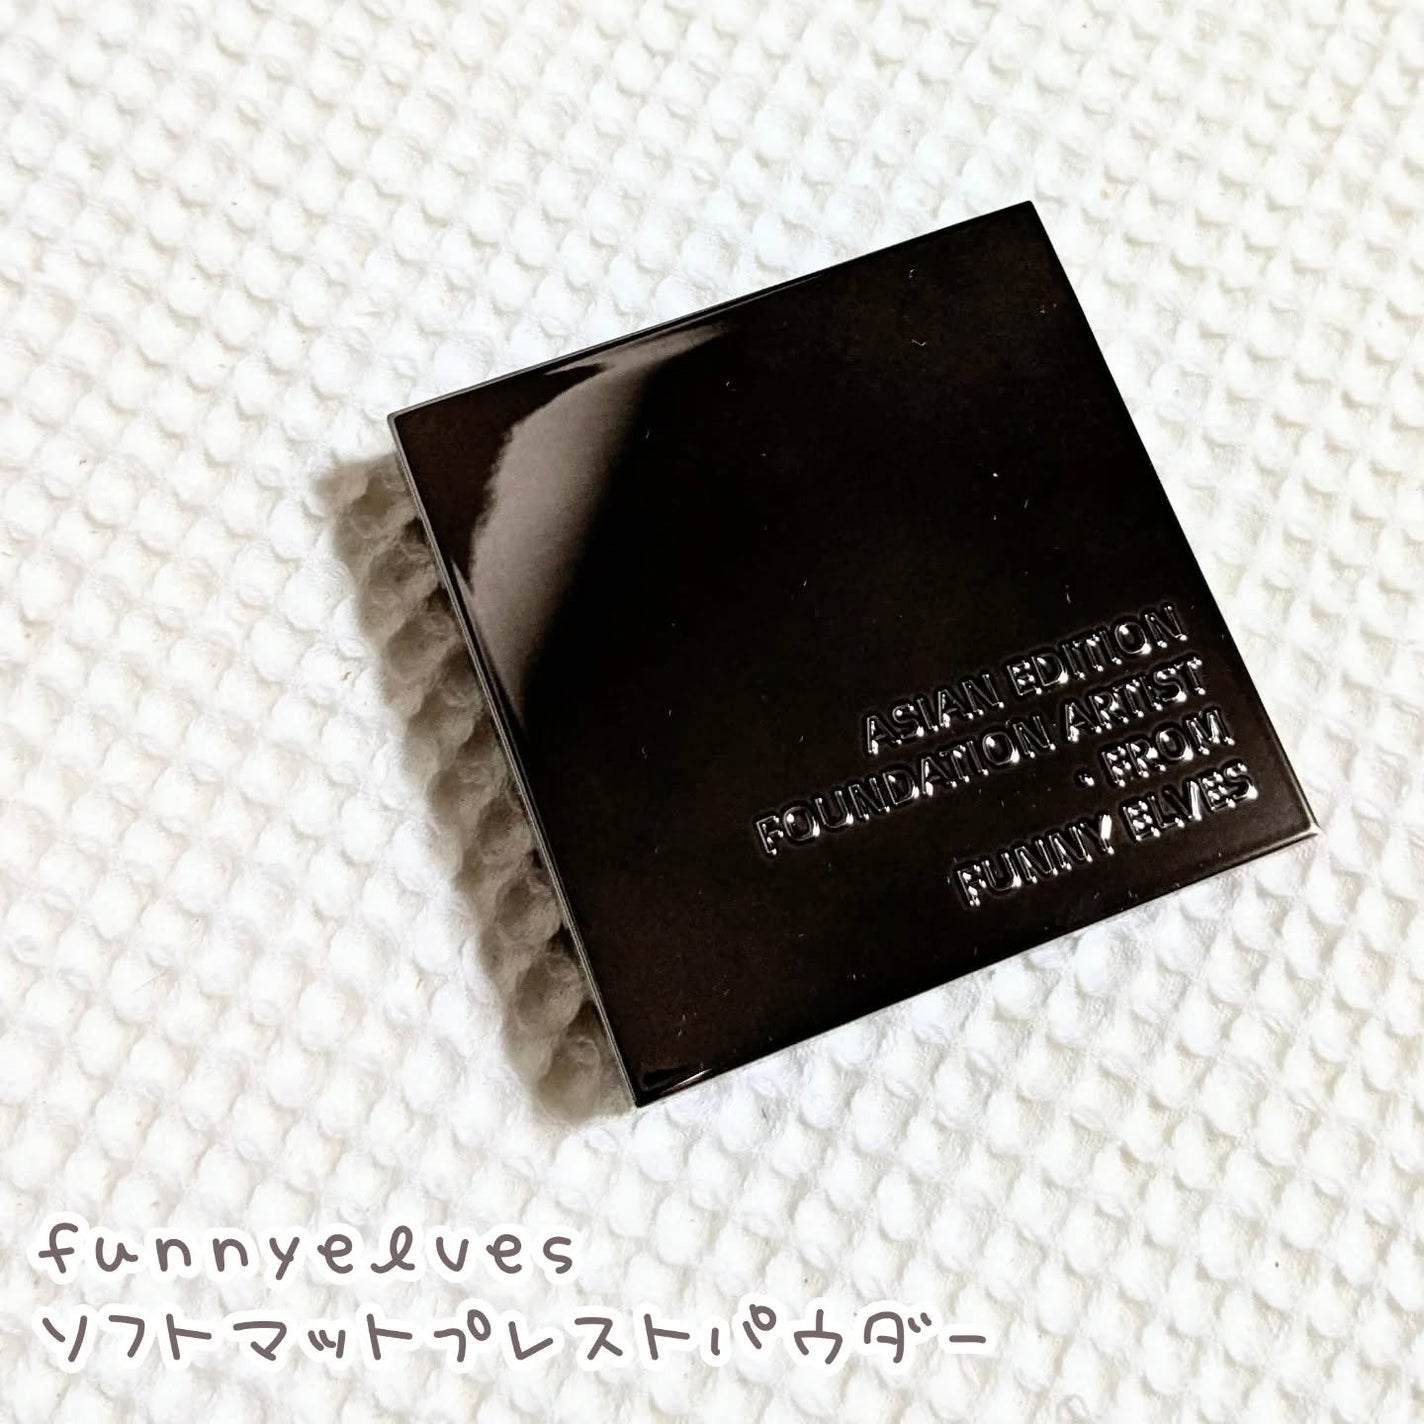 ASIAN EDITION
FOUNDATION ARTIST
· FROM
FUNNY ELVES
funnyelves
ソフトマットプレストパウダー